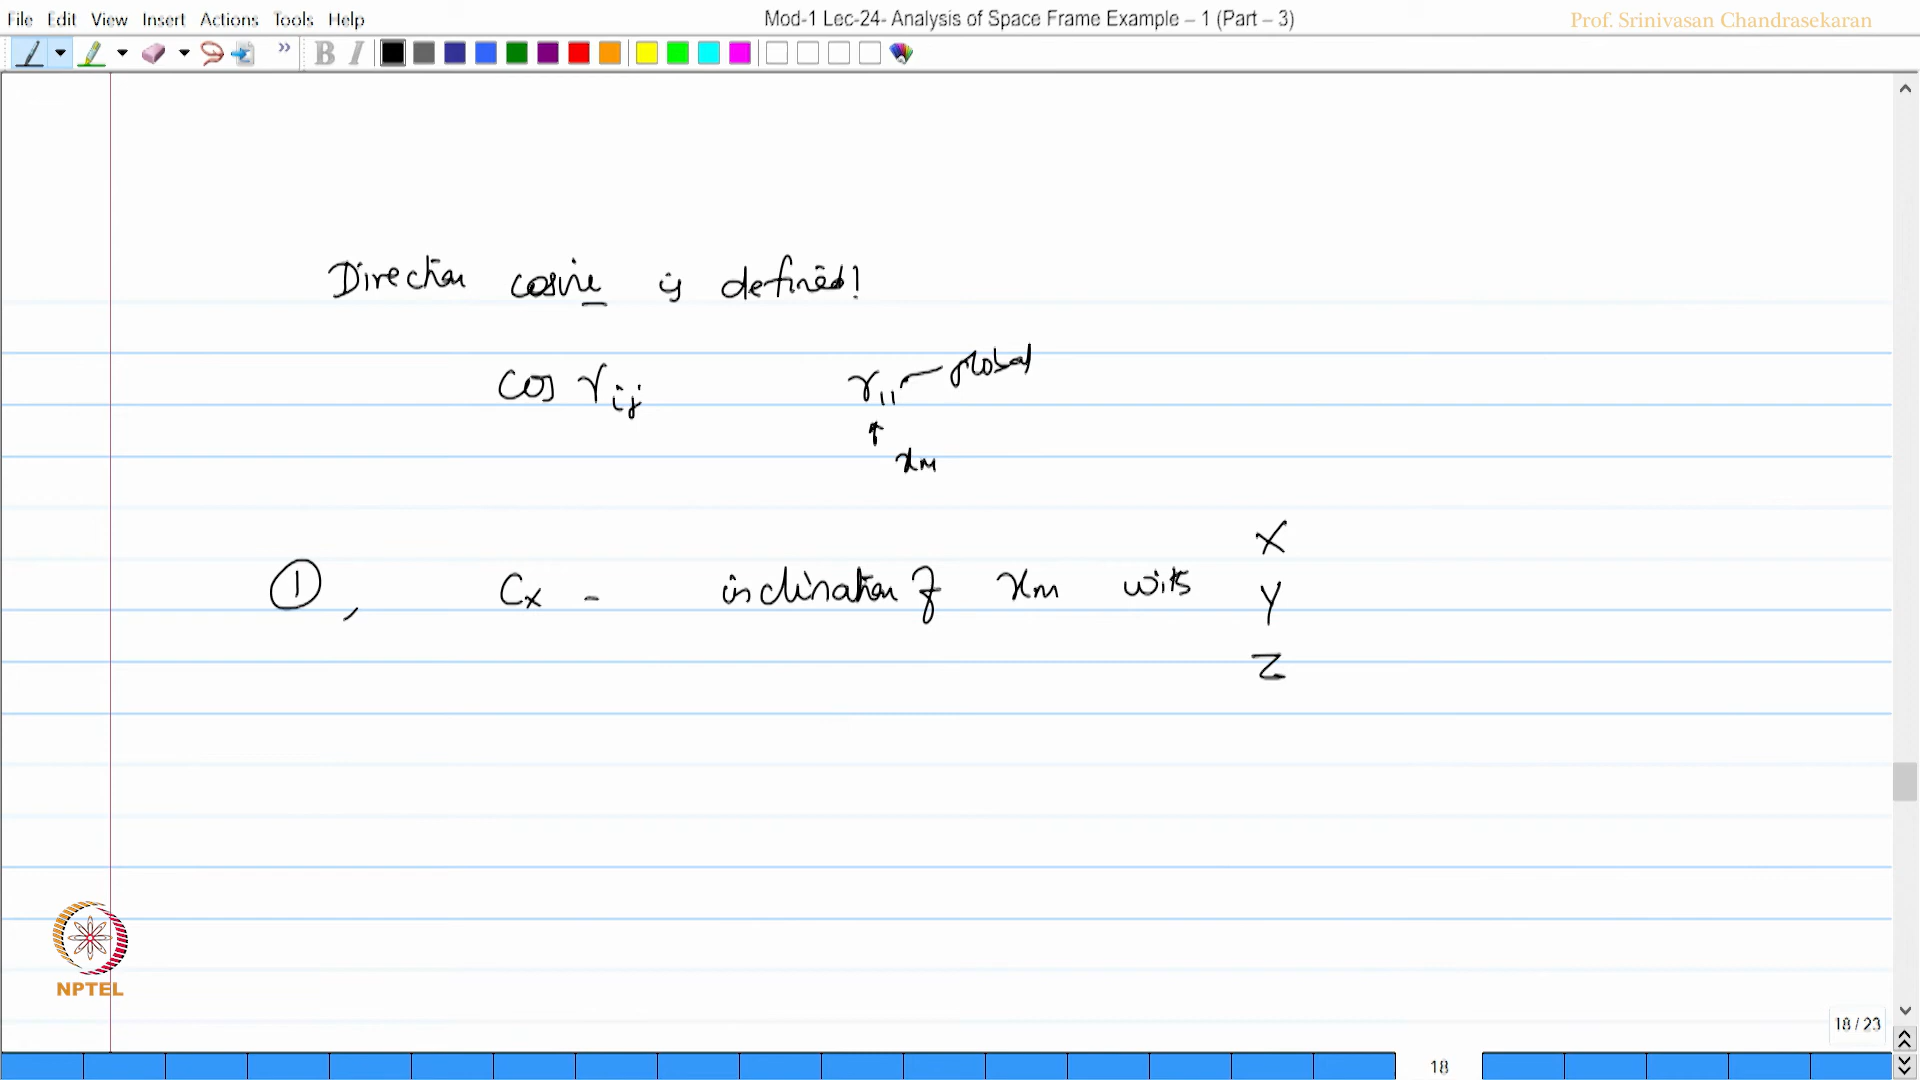 File Edit View Insert Actions Tools Help
Mod-1 Lec-24- Analysis of Space Frame Example – 1 (Part – 3)
Prof. Srinivasan Chandrasekaran
B I
Direction cosine is defined!
cos γij γ11 global
xm
①, Cx - inclination of xm with X
Y
Z
NPTEL
18 / 23
18